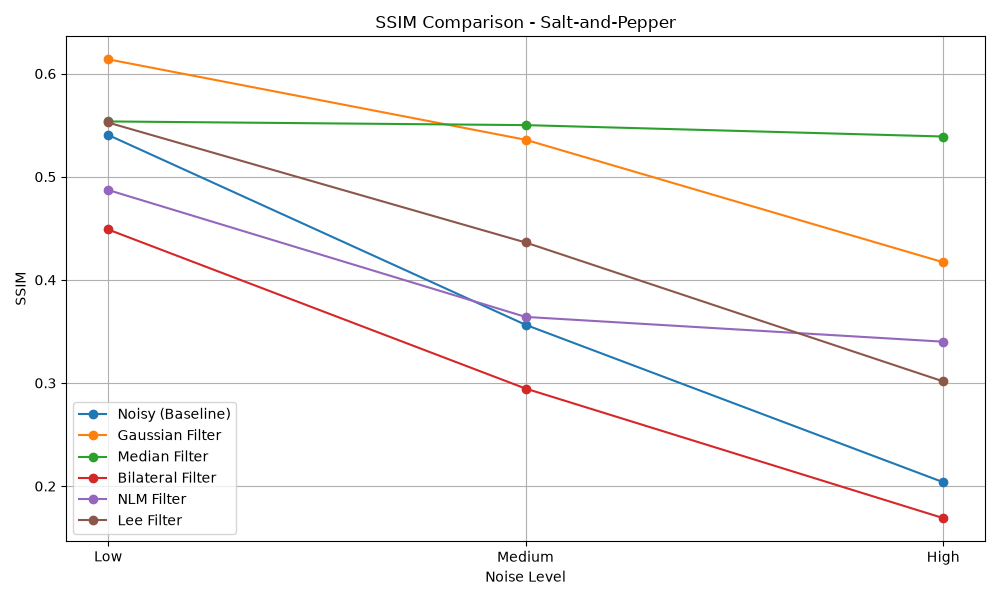 SSIM Comparison - Salt-and-Pepper
0.6
0.5
0.4
0.3
0.2
SSIM
Noisy (Baseline)
Gaussian Filter
Median Filter
Bilateral Filter
NLM Filter
Lee Filter
Low Medium High
Noise Level